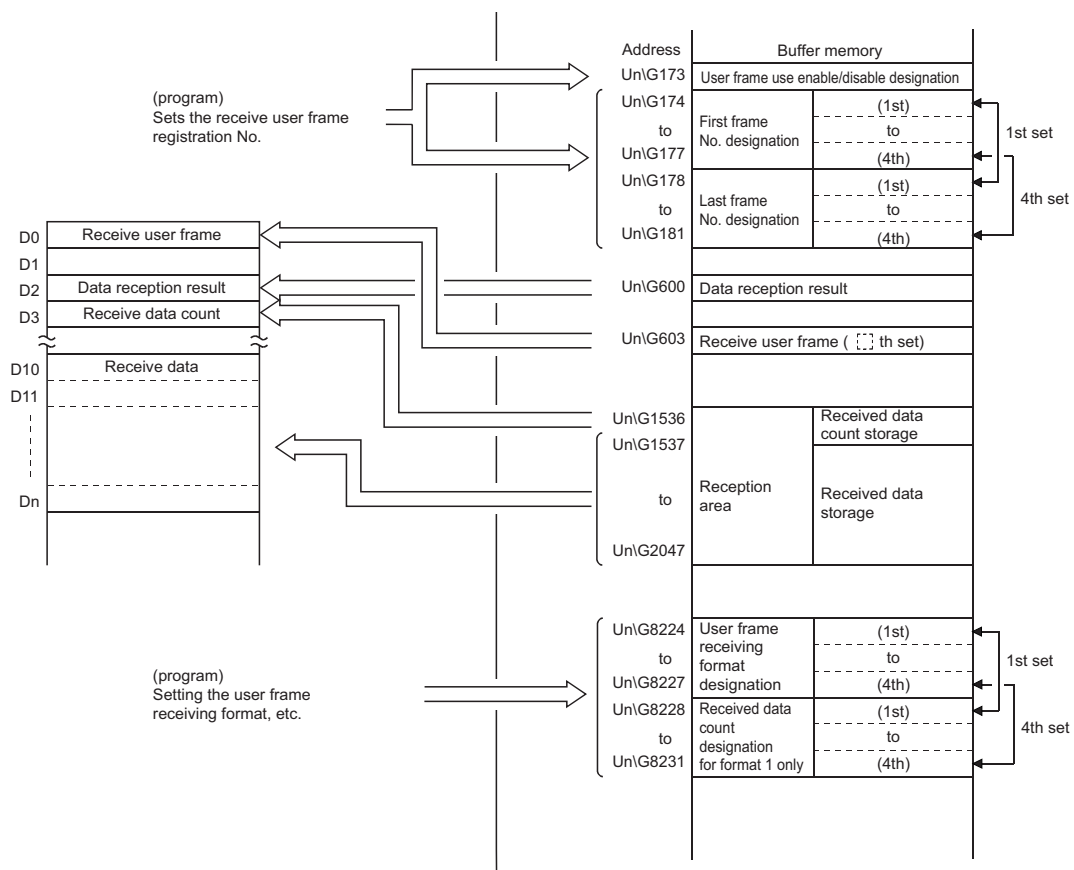 Address
Buffer memory
Un\G173
User frame use enable/disable designation
(program)
Sets the receive user frame
registration No.
Un\G174
to
Un\G177
First frame
No. designation
(1st)
to
(4th)
1st set
Un\G178
to
Un\G181
Last frame
No. designation
(1st)
to
(4th)
4th set
D0
Receive user frame
D1
D2
Data reception result
D3
Receive data count
D10
Receive data
D11
Dn
Un\G600
Data reception result
Un\G603
Receive user frame ( th set)
Un\G1536
Un\G1537
to
Un\G2047
Reception
area
Received data
count storage
Received data
storage
(program)
Setting the user frame
receiving format, etc.
Un\G8224
to
Un\G8227
User frame
receiving
format
designation
(1st)
to
(4th)
1st set
Un\G8228
to
Un\G8231
Received data
count
designation
for format 1 only
(1st)
to
(4th)
4th set